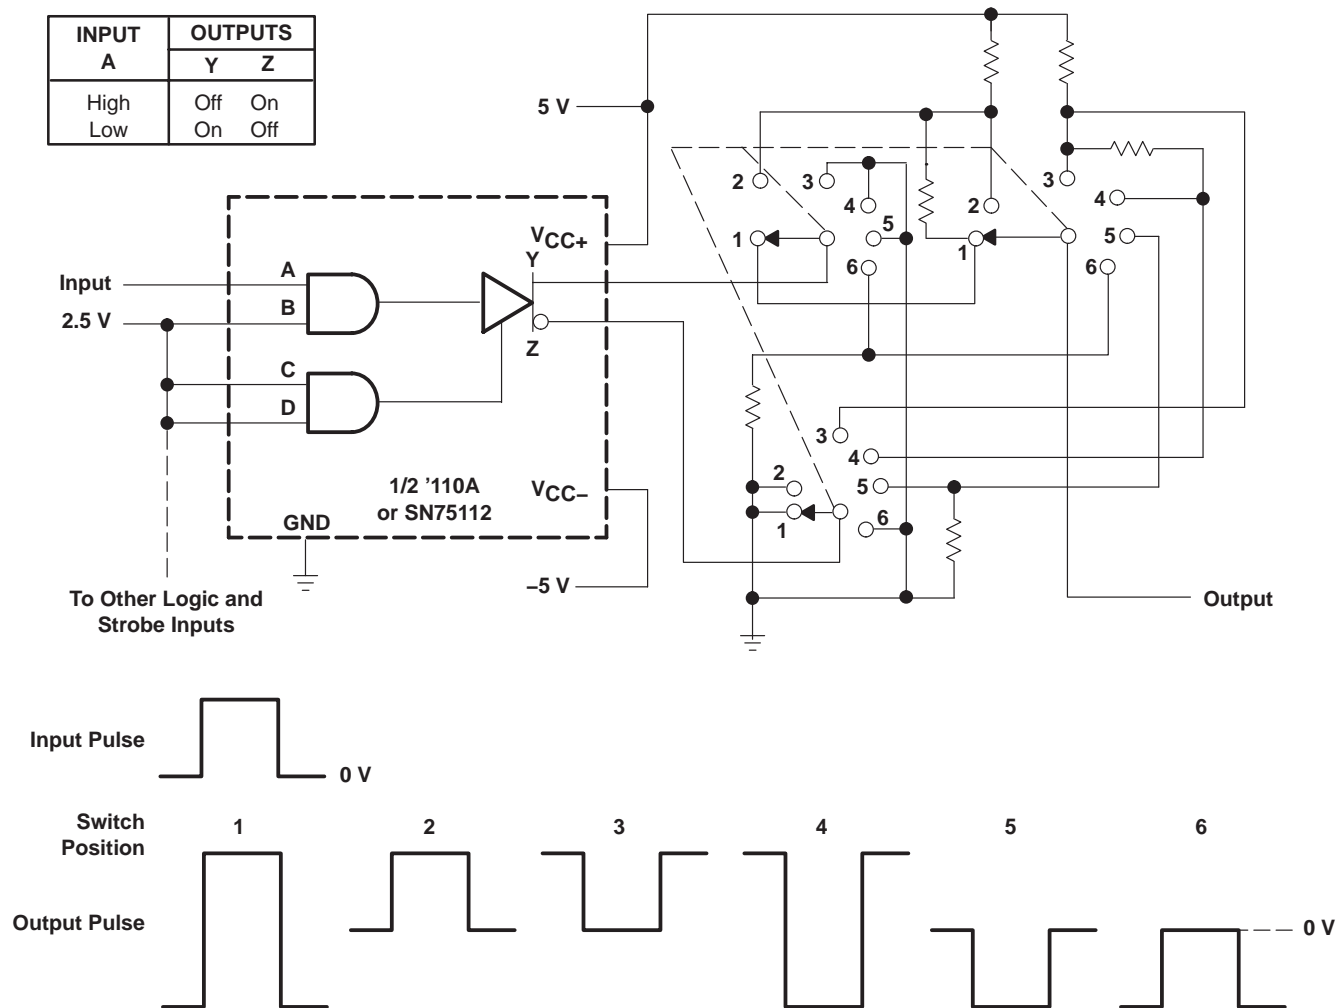 INPUT OUTPUTS
A Y Z
High Off On
Low On Off
5 V
2 3 4 5 1 6
2 1
3 4 5 6
VCC+
Y
Input
A
2.5 V
B
Z
C
D
3
4
2
5
1
6
1/2 '110A
or SN75112
VCC–
GND
–5 V
To Other Logic and
Strobe Inputs
Output
Input Pulse
0 V
Switch
Position
1 2 3 4 5 6
Output Pulse
0 V